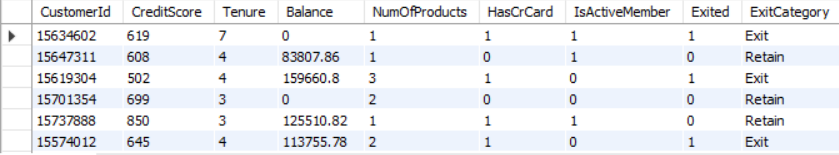 CustomerId CreditScore Tenure Balance NumOfProducts HasCrCard IsActiveMember Exited ExitCategory
15634602 619 7 0 1 1 1 1 Exit
15647311 608 4 83807.86 1 0 1 0 Retain
15619304 502 4 159660.8 3 1 0 1 Exit
15701354 699 3 0 2 0 0 0 Retain
15737888 850 3 125510.82 1 1 1 0 Retain
15574012 645 4 113755.78 2 1 0 1 Exit